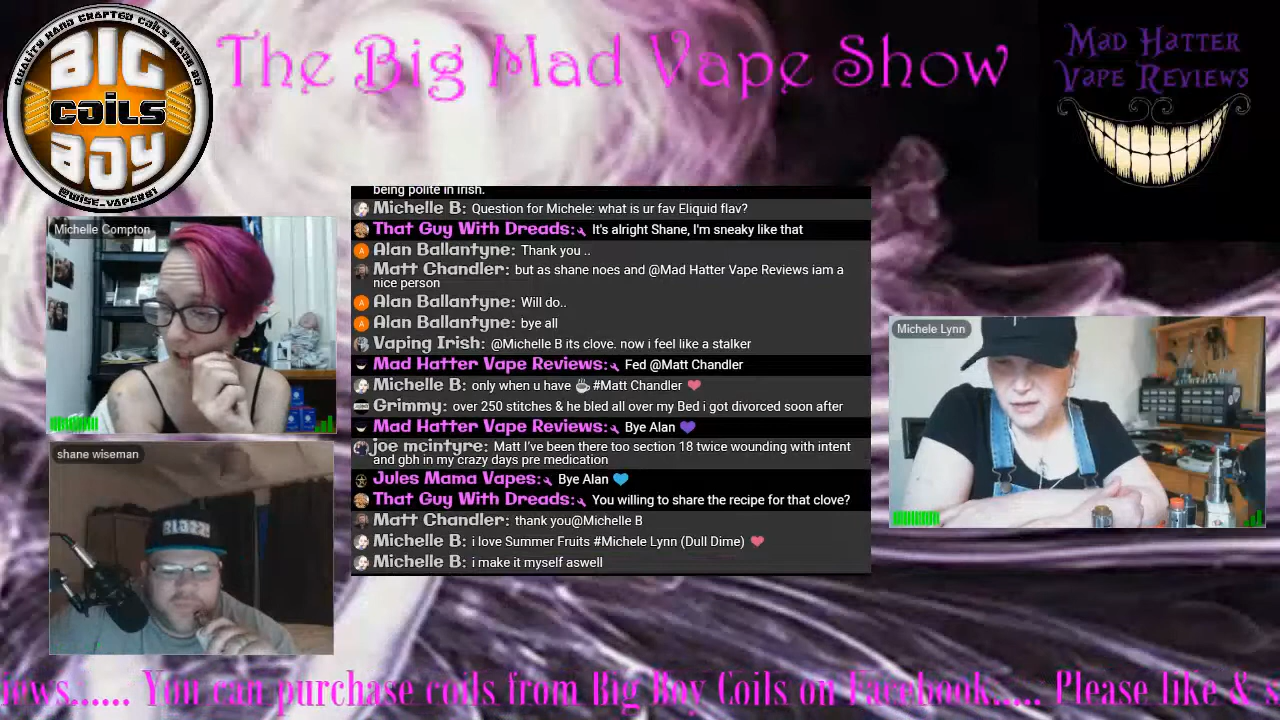 QUALITY HAND CRAFTED COILS MADE BY
BIG
COILS
BOY
@WISE_VAPER81
The Big Mad Vape Show
Mad Hatter
Vape Reviews
Michelle Compton
shane wiseman
being polite in irish.
Michelle B: Question for Michele: what is ur fav Eliquid flav?
That Guy With Dreads: It's alright Shane, I'm sneaky like that
Alan Ballantyne: Thank you ..
Matt Chandler: but as shane noes and @Mad Hatter Vape Reviews iam a
nice person
Alan Ballantyne: Will do..
Alan Ballantyne: bye all
Vaping Irish: @Michelle B its clove. now i feel like a stalker
Mad Hatter Vape Reviews: Fed @Matt Chandler
Michelle B: only when u have ☕ #Matt Chandler ❤
Grimmy: over 250 stitches & he bled all over my Bed i got divorced soon after
Mad Hatter Vape Reviews: Bye Alan 💜
joe mcintyre: Matt I've been there too section 18 twice wounding with intent
and gbh in my crazy days pre medication
Jules Mama Vapes: Bye Alan 💙
That Guy With Dreads: You willing to share the recipe for that clove?
Matt Chandler: thank you@Michelle B
Michelle B: i love Summer Fruits #Michele Lynn (Dull Dime) ❤
Michelle B: i make it myself aswell
Michele Lynn
iews...... You can purchase coils from Big Boy Coils on Facebook..... Please like & s